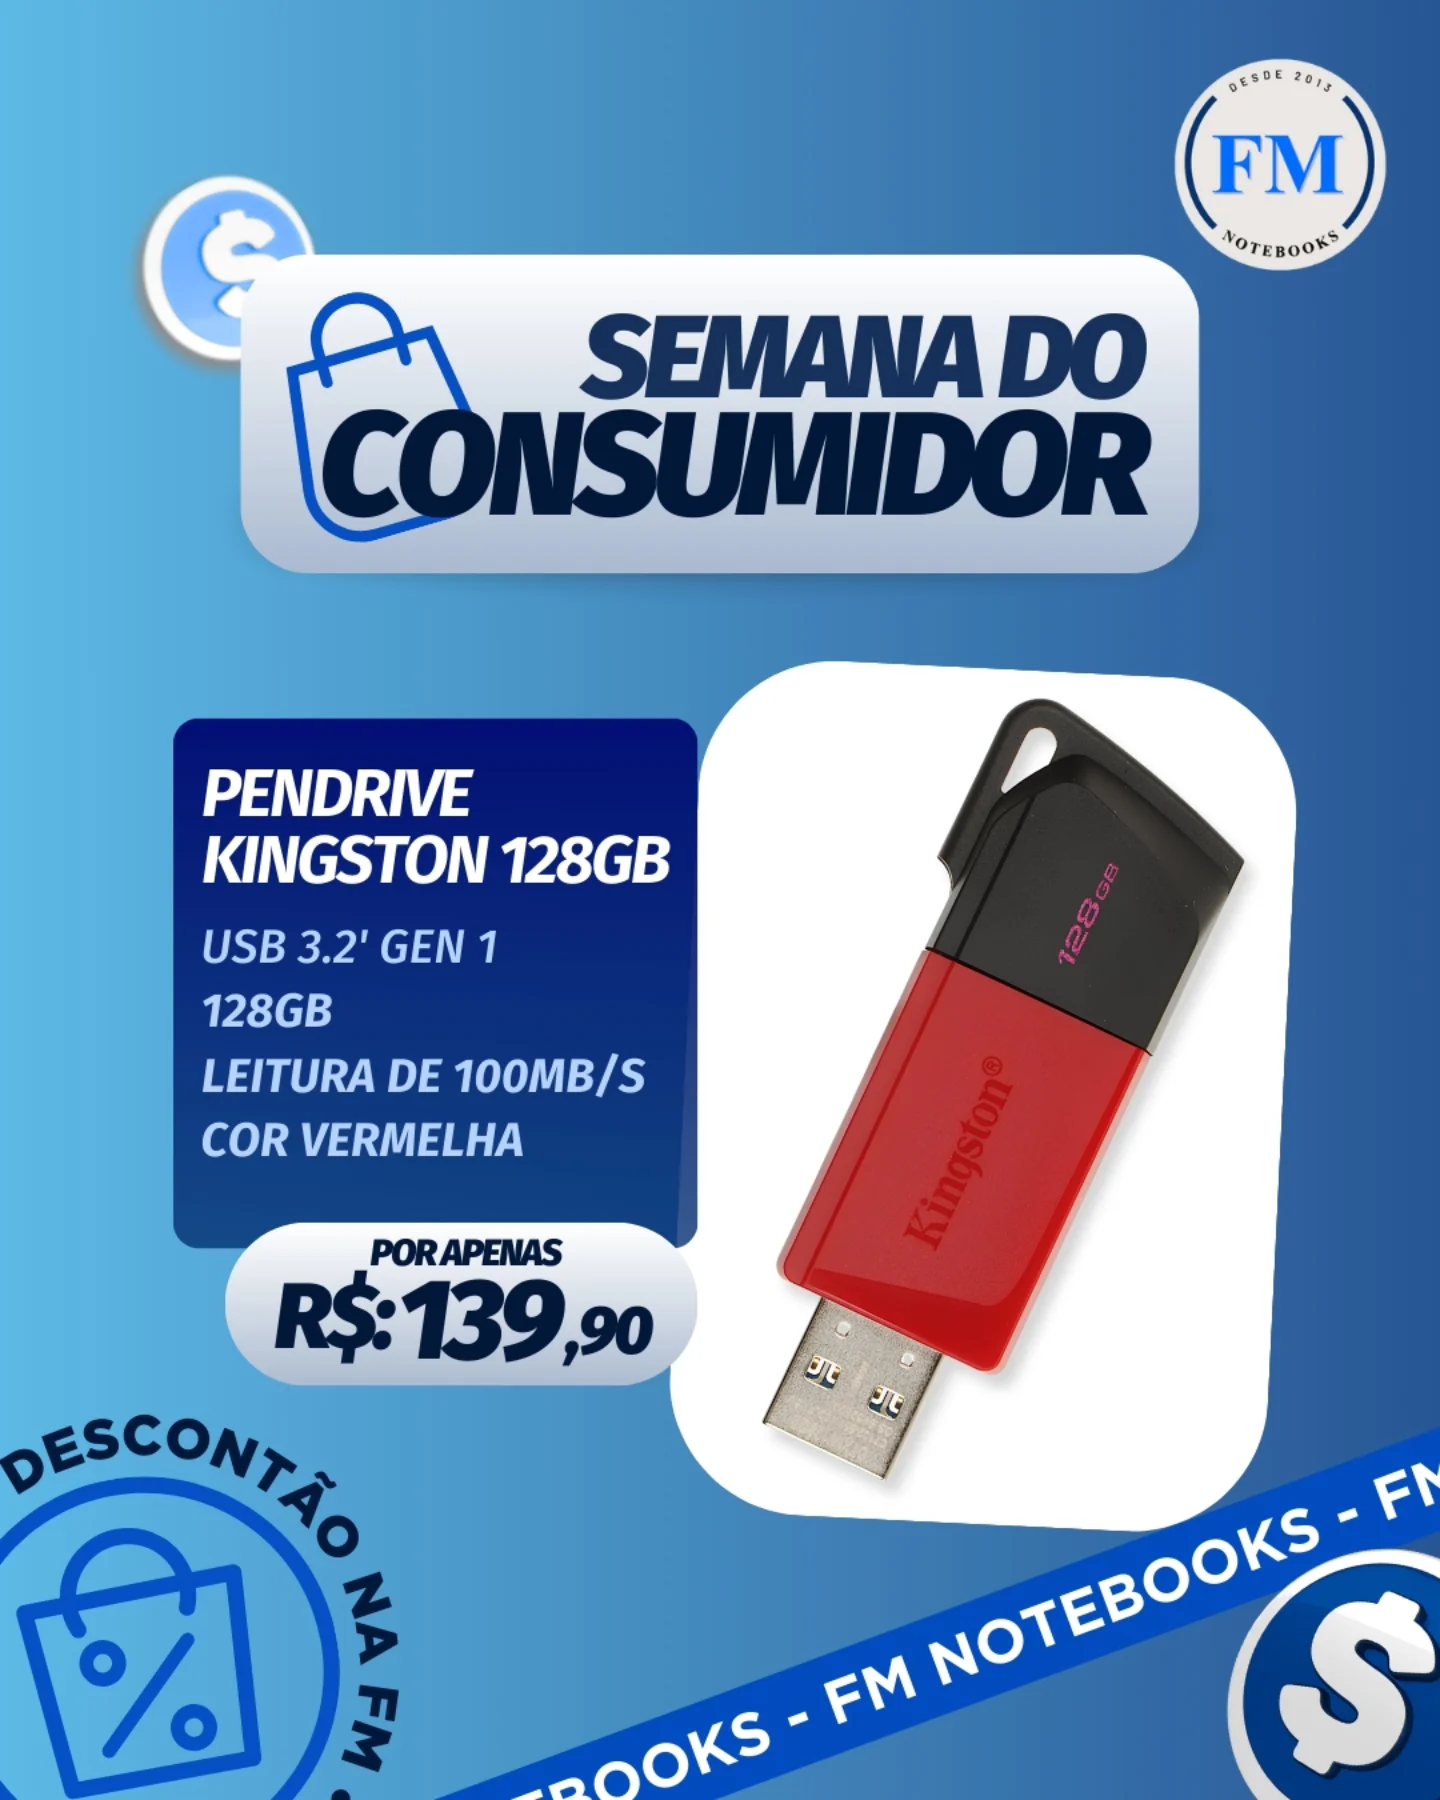 DESDE 2013
FM
NOTEBOOKS
$
SEMANA DO
CONSUMIDOR
PENDRIVE
KINGSTON 128GB
USB 3.2' GEN 1
128GB
LEITURA DE 100MB/S
COR VERMELHA
128GB
Kingston®
POR APENAS
R$:139,90
DESCONTÃO NA FM .
%
TEBOOKS - FM NOTEBOOKS - FM
$